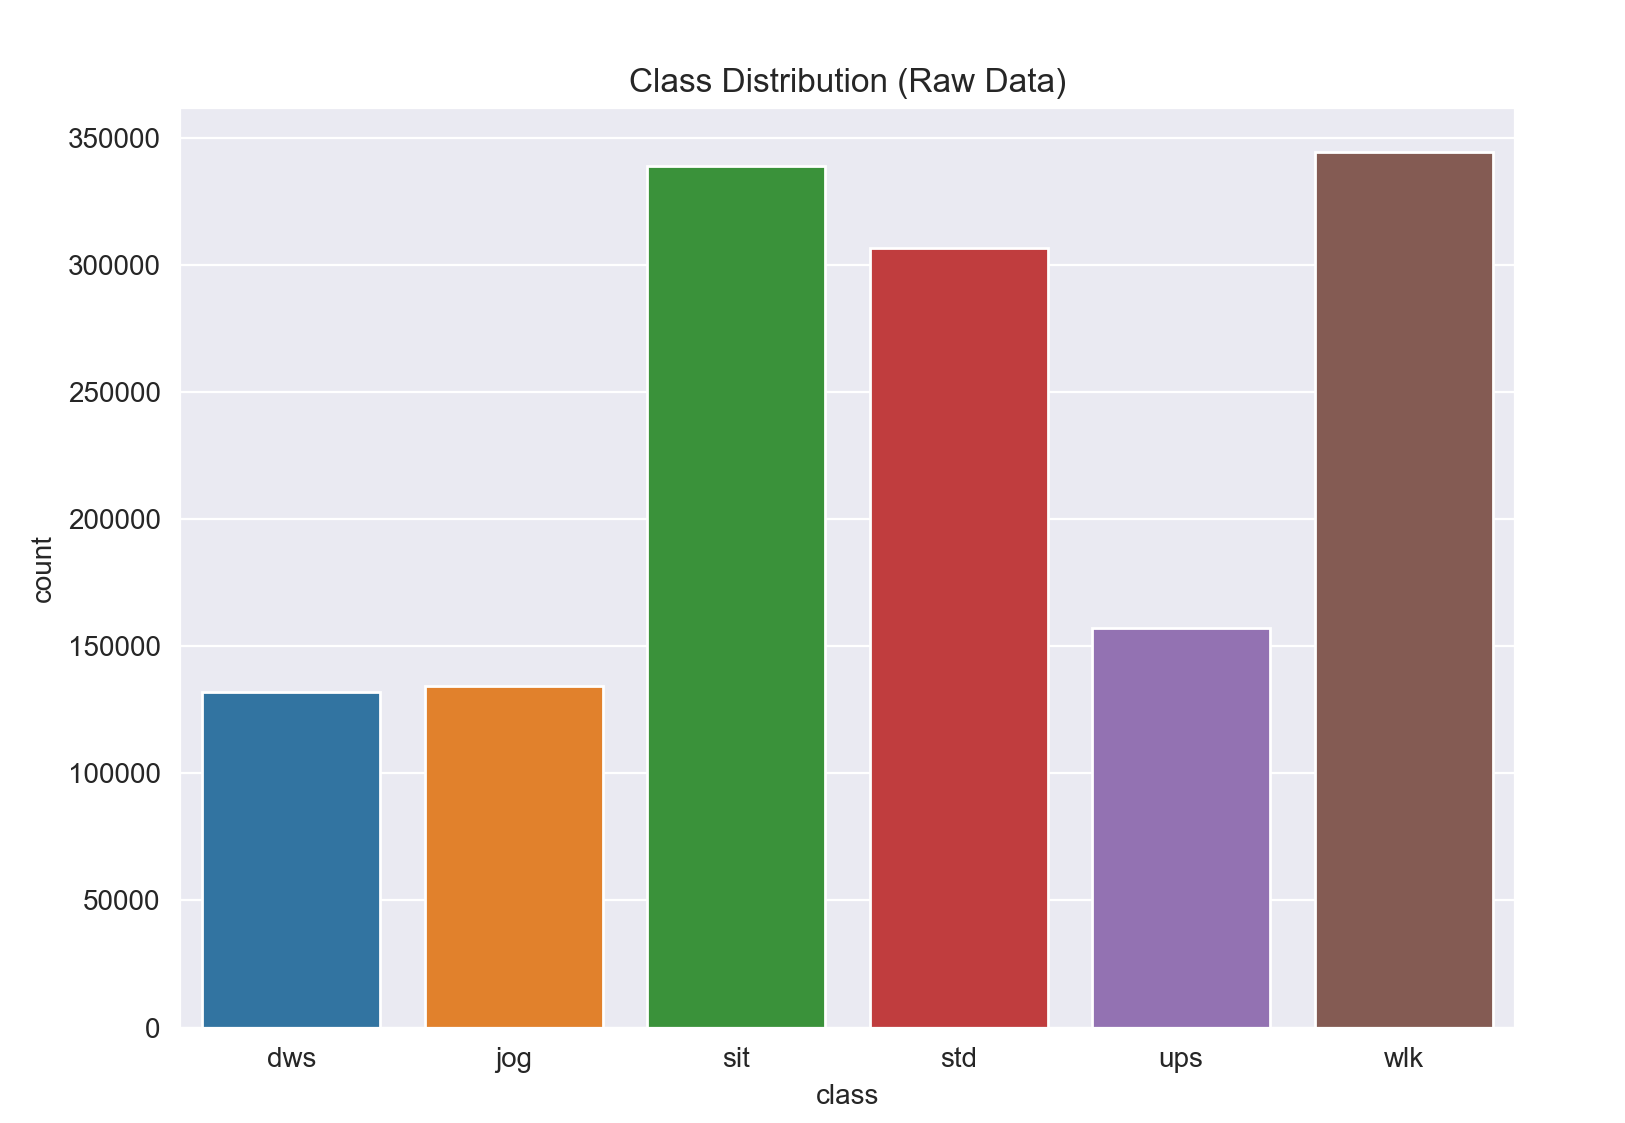 Class Distribution (Raw Data)
350000
300000
250000
200000
150000
100000
50000
0
count
dws jog sit std ups wlk
class